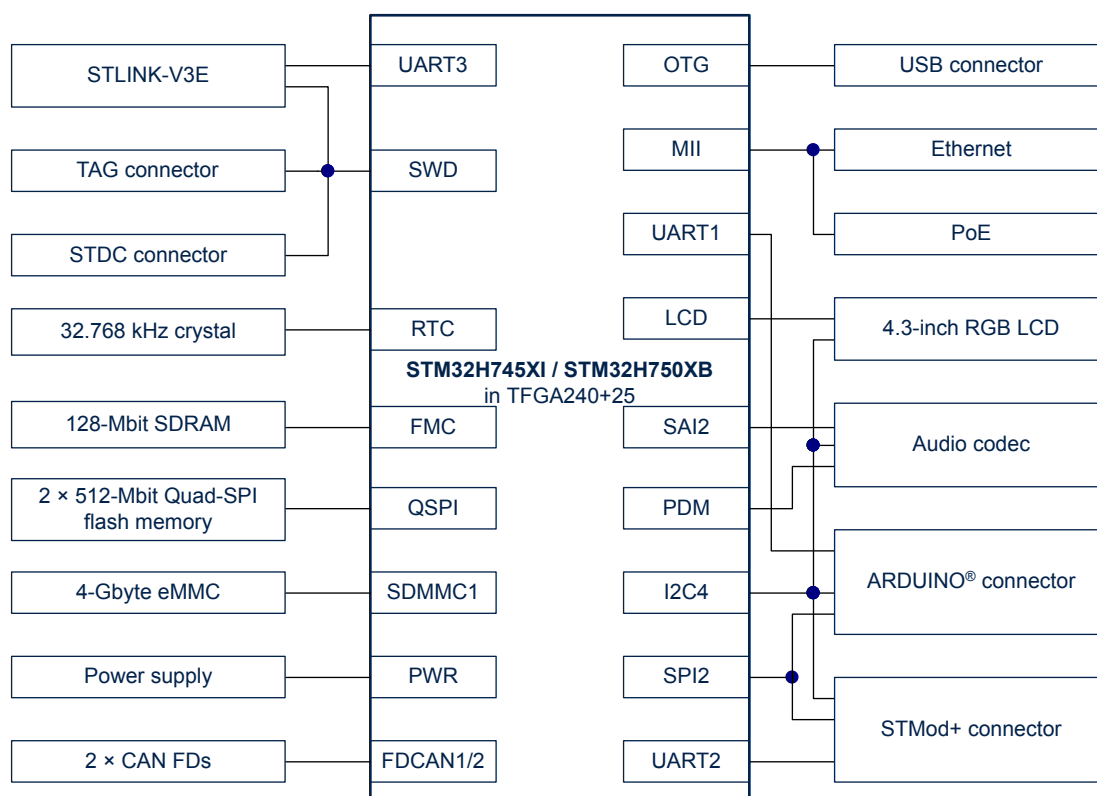 STLINK-V3E
TAG connector
STDC connector
32.768 kHz crystal
128-Mbit SDRAM
2 × 512-Mbit Quad-SPI
flash memory
4-Gbyte eMMC
Power supply
2 × CAN FDs
UART3
SWD
RTC
STM32H745XI / STM32H750XB
in TFGA240+25
FMC
QSPI
SDMMC1
PWR
FDCAN1/2
OTG
MII
UART1
LCD
SAI2
PDM
I2C4
SPI2
UART2
USB connector
Ethernet
PoE
4.3-inch RGB LCD
Audio codec
ARDUINO® connector
STMod+ connector